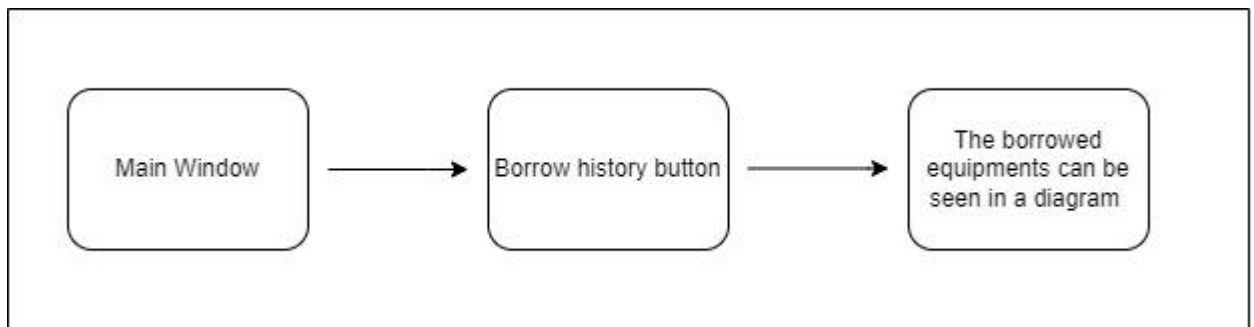 Main Window
Borrow history button
The borrowed
equipments can be
seen in a diagram